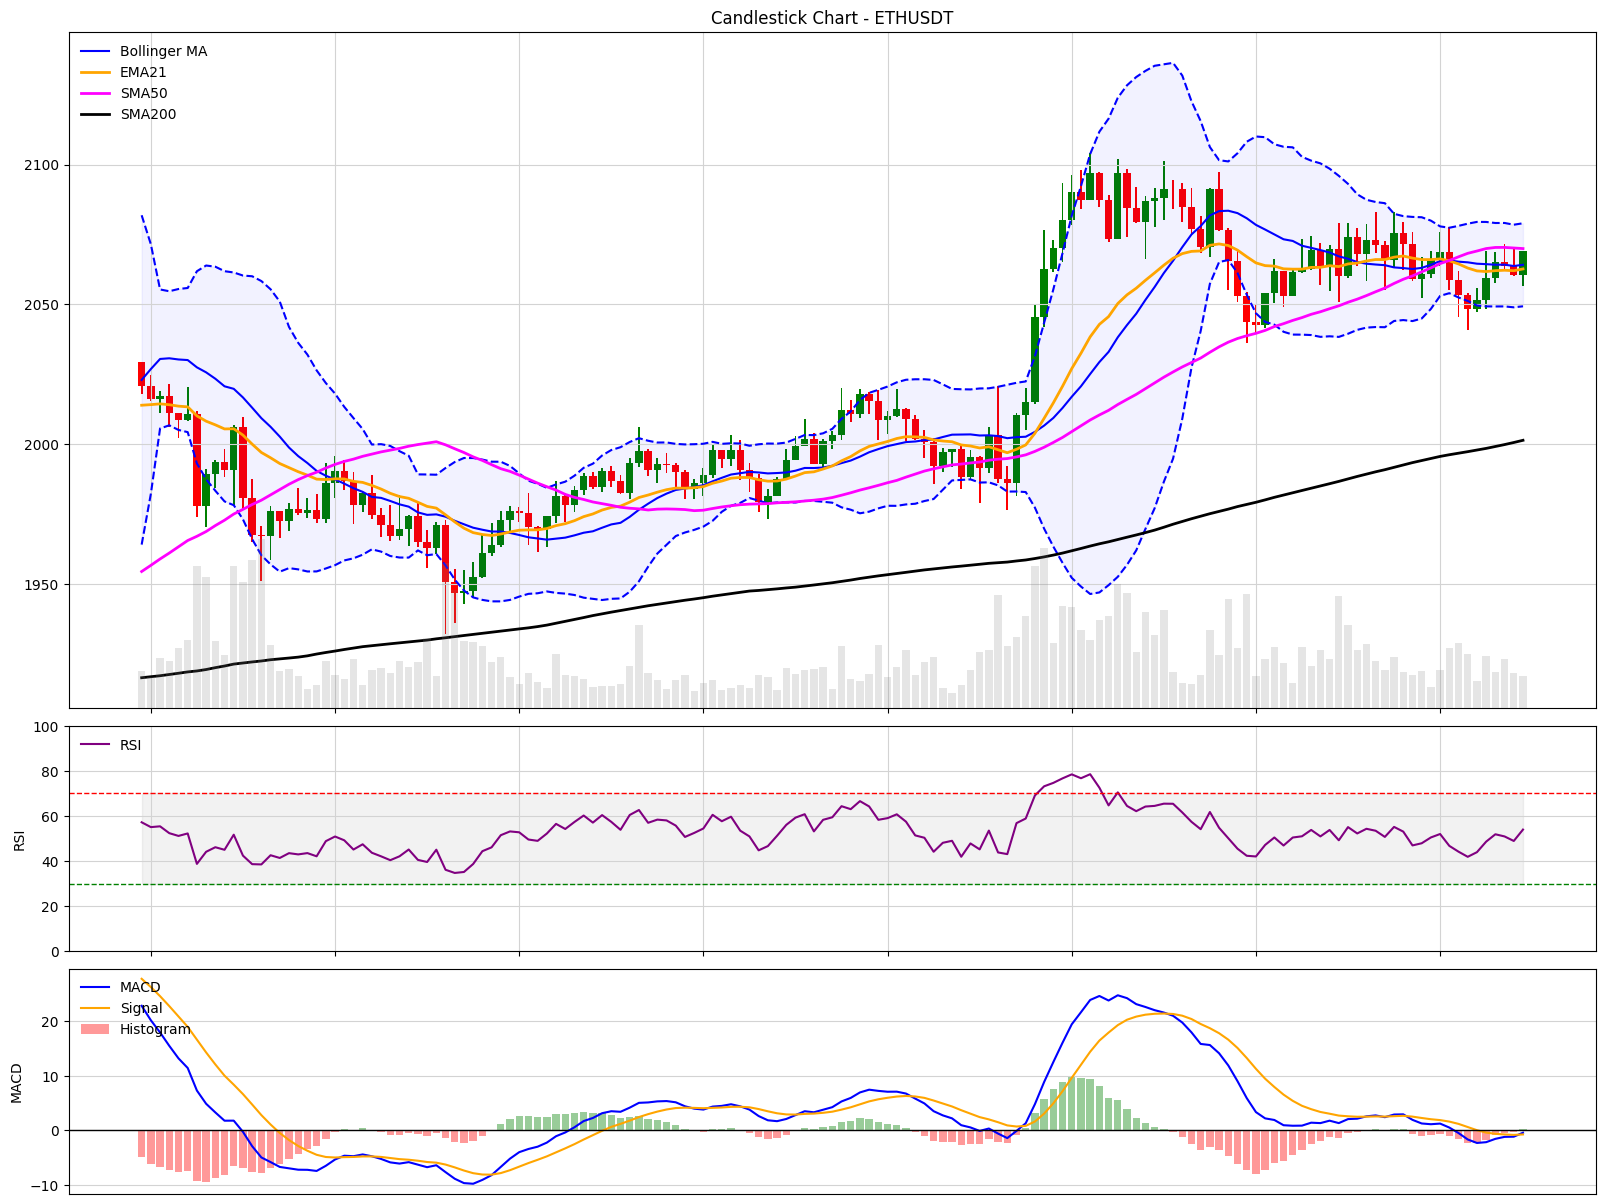 Candlestick Chart - ETHUSDT
Bollinger MA
EMA21
SMA50
SMA200
2100
2050
2000
1950
RSI
100
80
60
40
20
0
RSI
MACD
Signal
Histogram
20
10
0
−10
MACD